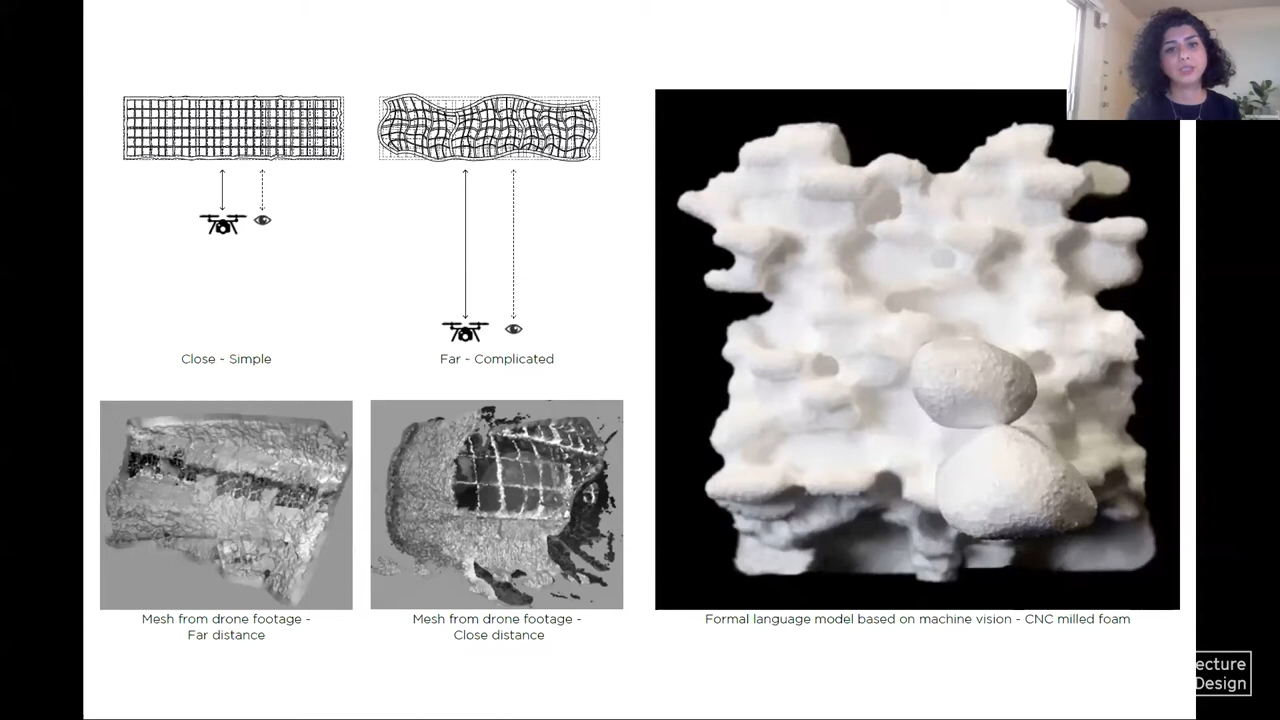 Close - Simple
Far - Complicated
Mesh from drone footage -
Far distance
Mesh from drone footage -
Close distance
Formal language model based on machine vision - CNC milled foam
ecture
Design